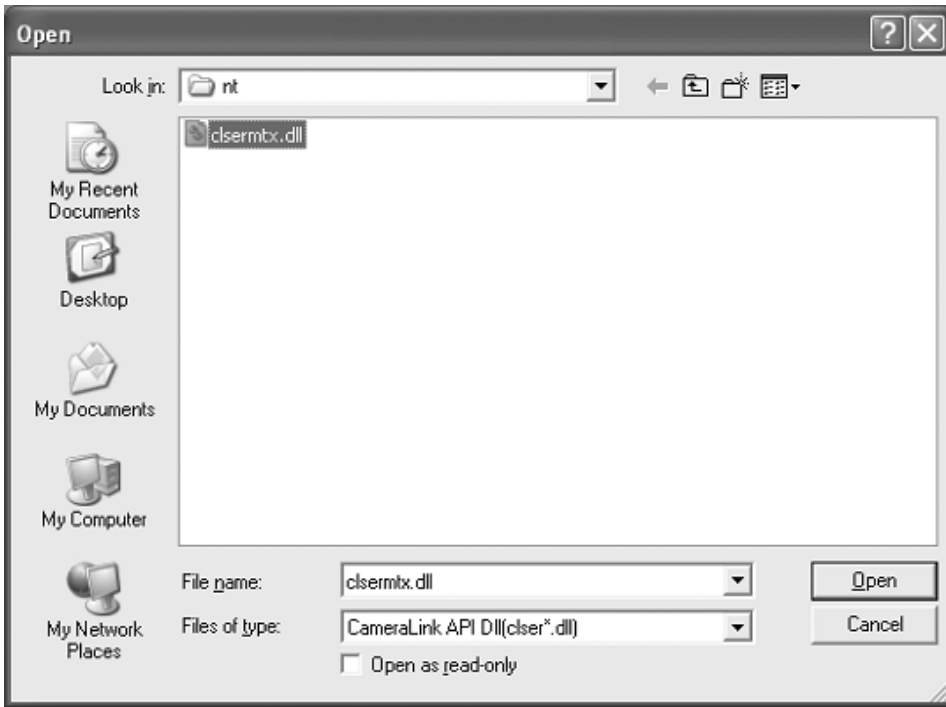 Open
Look in: nt
clsermtx.dll
My Recent
Documents
Desktop
My Documents
My Computer
My Network
Places
File name: clsermtx.dll Open
Files of type: CameraLink API Dll(clser*.dll) Cancel
Open as read-only